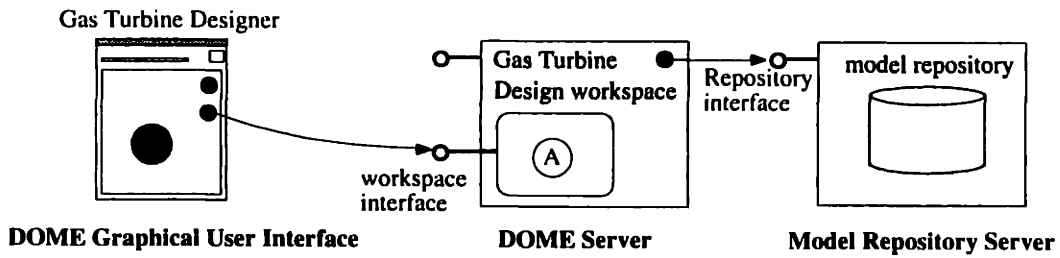 Gas Turbine Designer
Gas Turbine
Design workspace
A
workspace
interface
Repository
interface
model repository
DOME Graphical User Interface
DOME Server
Model Repository Server